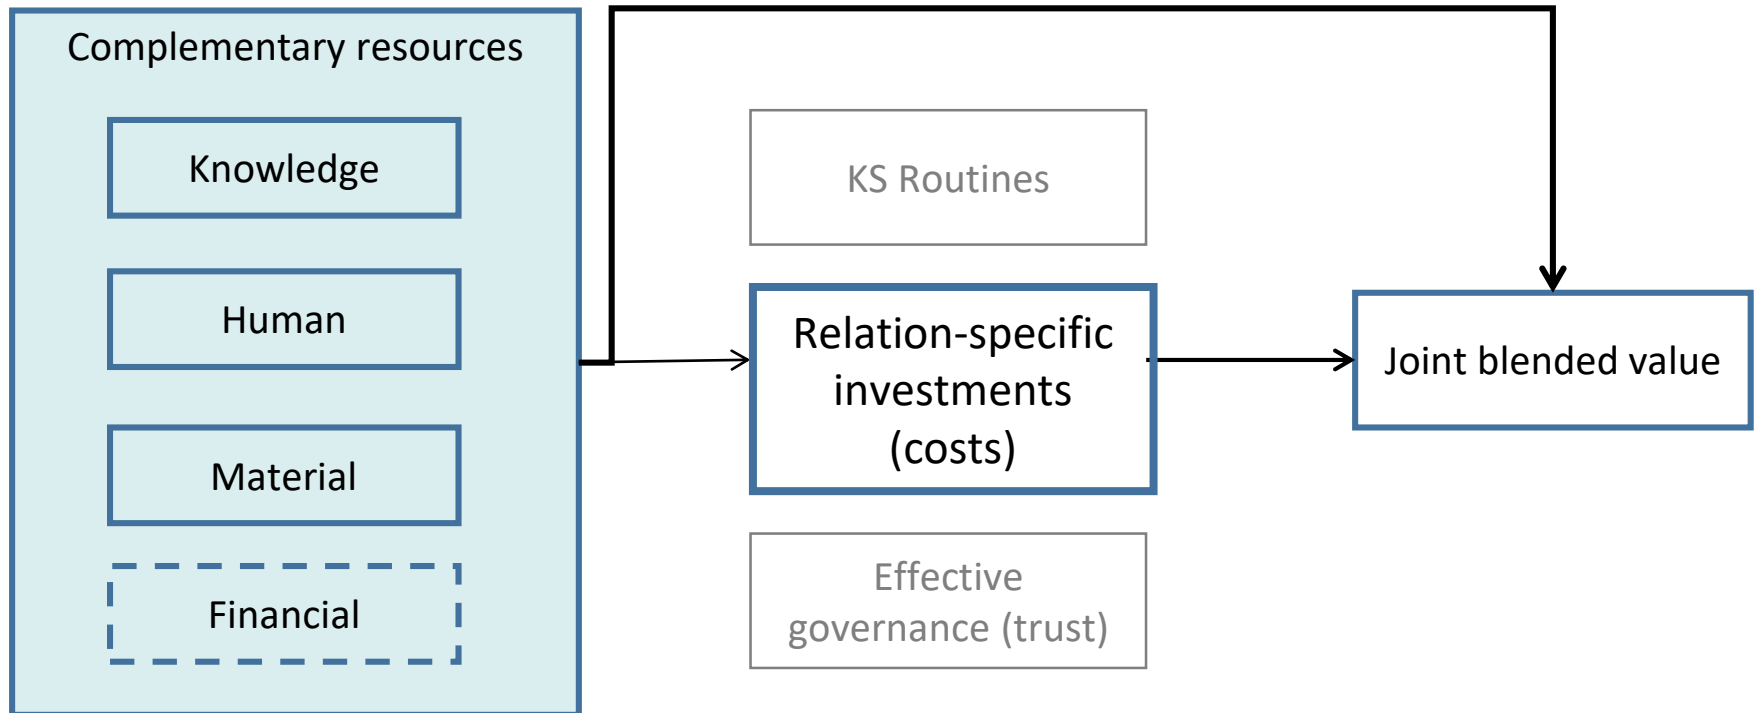 Complementary resources
Knowledge
Human
Material
Financial
KS Routines
Relation-specific
investments
(costs)
Effective
governance (trust)
Joint blended value